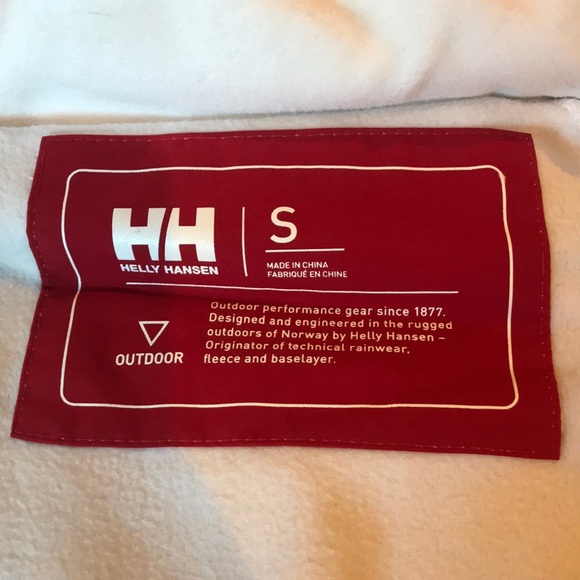 HH
HELLY HANSEN
S
MADE IN CHINA
FABRIQUÉ EN CHINE
OUTDOOR
Outdoor performance gear since 1877.
Designed and engineered in the rugged
outdoors of Norway by Helly Hansen –
Originator of technical rainwear,
fleece and baselayer.